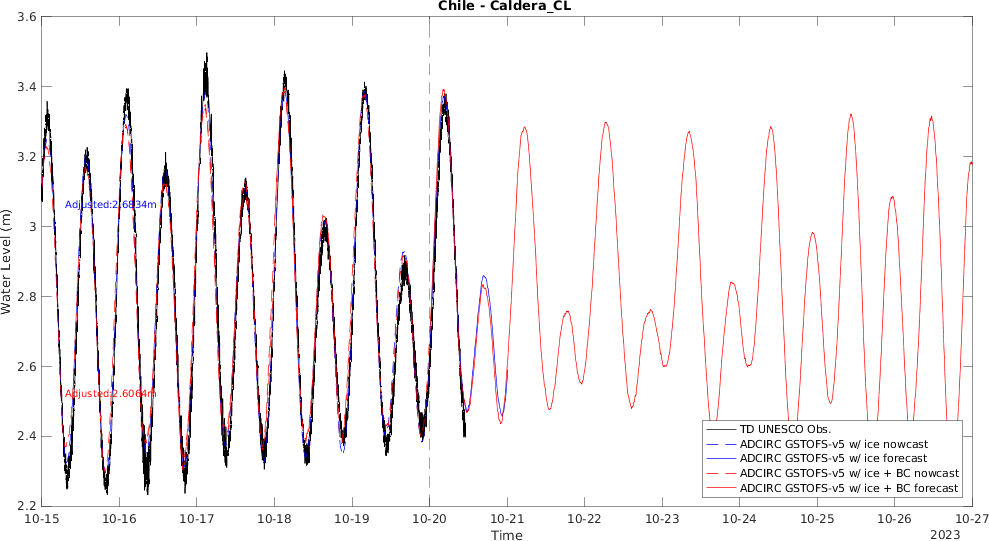 Chile - Caldera_CL
Water Level (m)
3.6
3.4
3.2
3
2.8
2.6
2.4
2.2
Adjusted:2.6834m
Adjusted:2.6064m
TD UNESCO Obs.
ADCIRC GSTOFS-v5 w/ ice nowcast
ADCIRC GSTOFS-v5 w/ ice forecast
ADCIRC GSTOFS-v5 w/ ice + BC nowcast
ADCIRC GSTOFS-v5 w/ ice + BC forecast
10-15 10-16 10-17 10-18 10-19 10-20 10-21 10-22 10-23 10-24 10-25 10-26 10-27
Time
2023